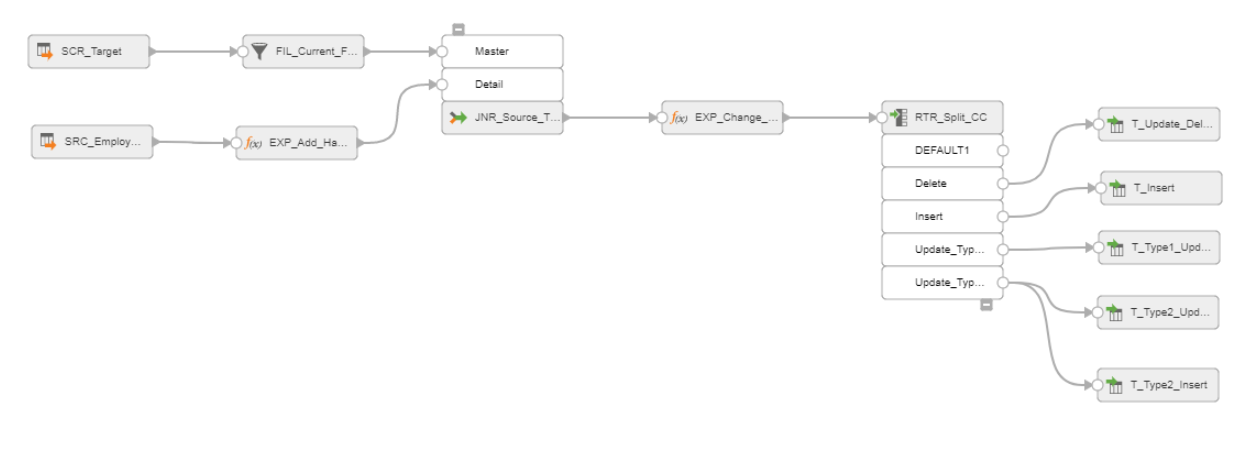 SCR_Target
FIL_Current_F...
Master
Detail
JNR_Source_T...
SRC_Employ...
f(x) EXP_Add_Ha...
f(x) EXP_Change_...
RTR_Split_CC
DEFAULT1
Delete
Insert
Update_Typ...
Update_Typ...
T_Update_Del...
T_Insert
T_Type1_Upd...
T_Type2_Upd...
T_Type2_Insert